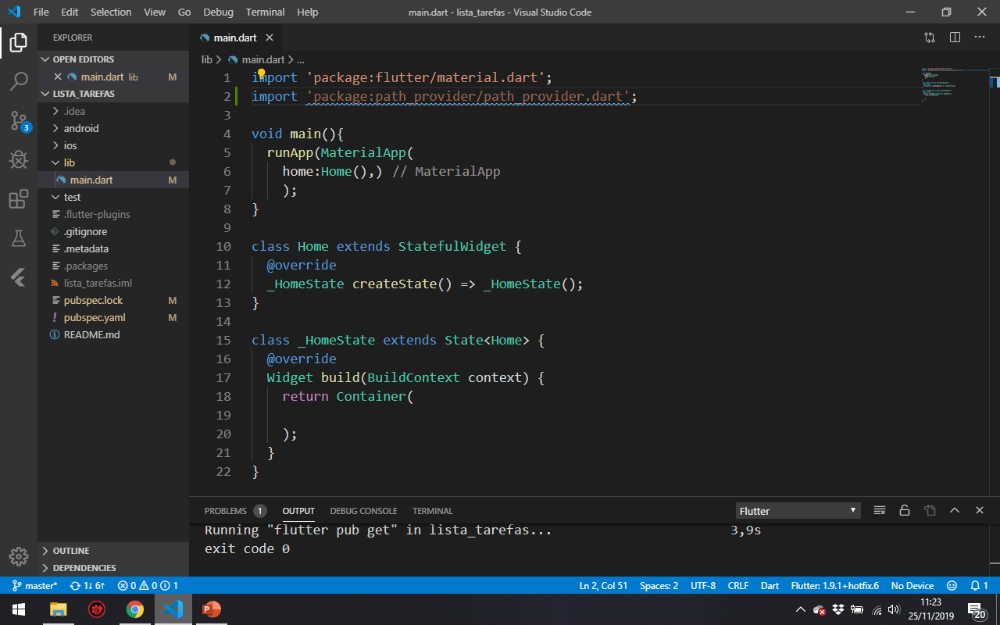 File Edit Selection View Go Debug Terminal Help
main.dart - lista_tarefas - Visual Studio Code
EXPLORER
OPEN EDITORS
main.dart lib M
LISTA_TAREFAS
.idea
android
ios
lib
main.dart M
test
.flutter-plugins
.gitignore
.metadata
.packages
lista_tarefas.iml
pubspec.lock M
pubspec.yaml M
README.md
OUTLINE
DEPENDENCIES
3
main.dart
lib > main.dart > ...
1 import 'package:flutter/material.dart';
2 import 'package:path_provider/path_provider.dart';
3
4 void main(){
5 runApp(MaterialApp(
6 home:Home(),) // MaterialApp
7 );
8 }
9
10 class Home extends StatefulWidget {
11 @override
12 _HomeState createState() => _HomeState();
13 }
14
15 class _HomeState extends State<Home> {
16 @override
17 Widget build(BuildContext context) {
18 return Container(
19
20 );
21 }
22 }
PROBLEMS 1 OUTPUT DEBUG CONSOLE TERMINAL
Flutter
Running "flutter pub get" in lista_tarefas... 3,9s
exit code 0
master* 1↓ 6↑ 0 0 1
Ln 2, Col 51 Spaces: 2 UTF-8 CRLF Dart Flutter: 1.9.1+hotfix.6 No Device 1
11:23
25/11/2019
20